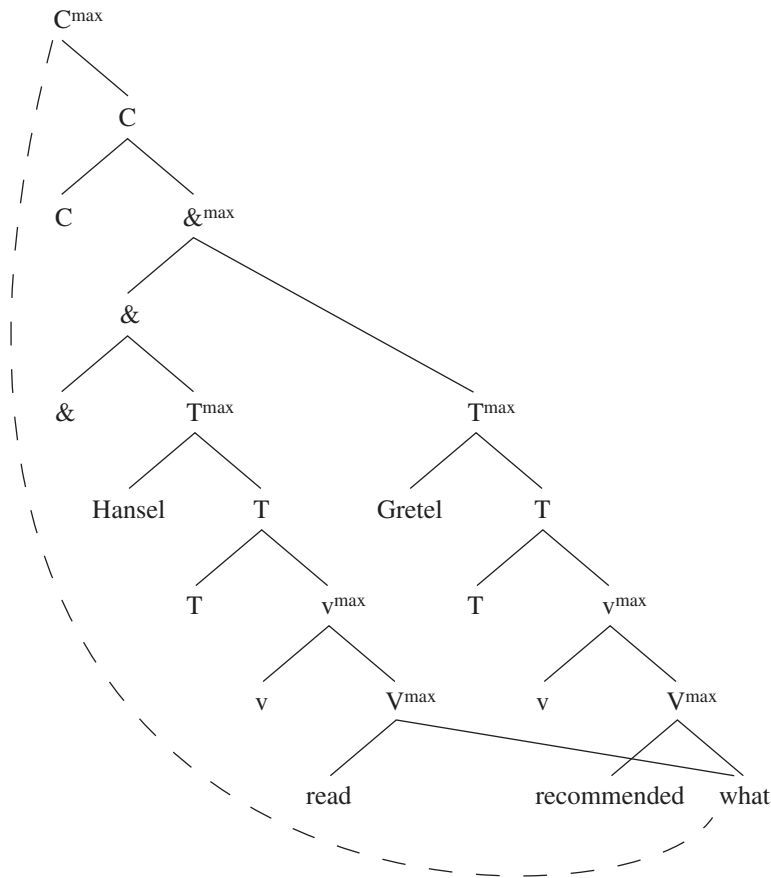 Cmax
C
C &max
&
& Tmax Tmax
Hansel T Gretel T
T vmax T vmax
v Vmax v Vmax
read recommended what